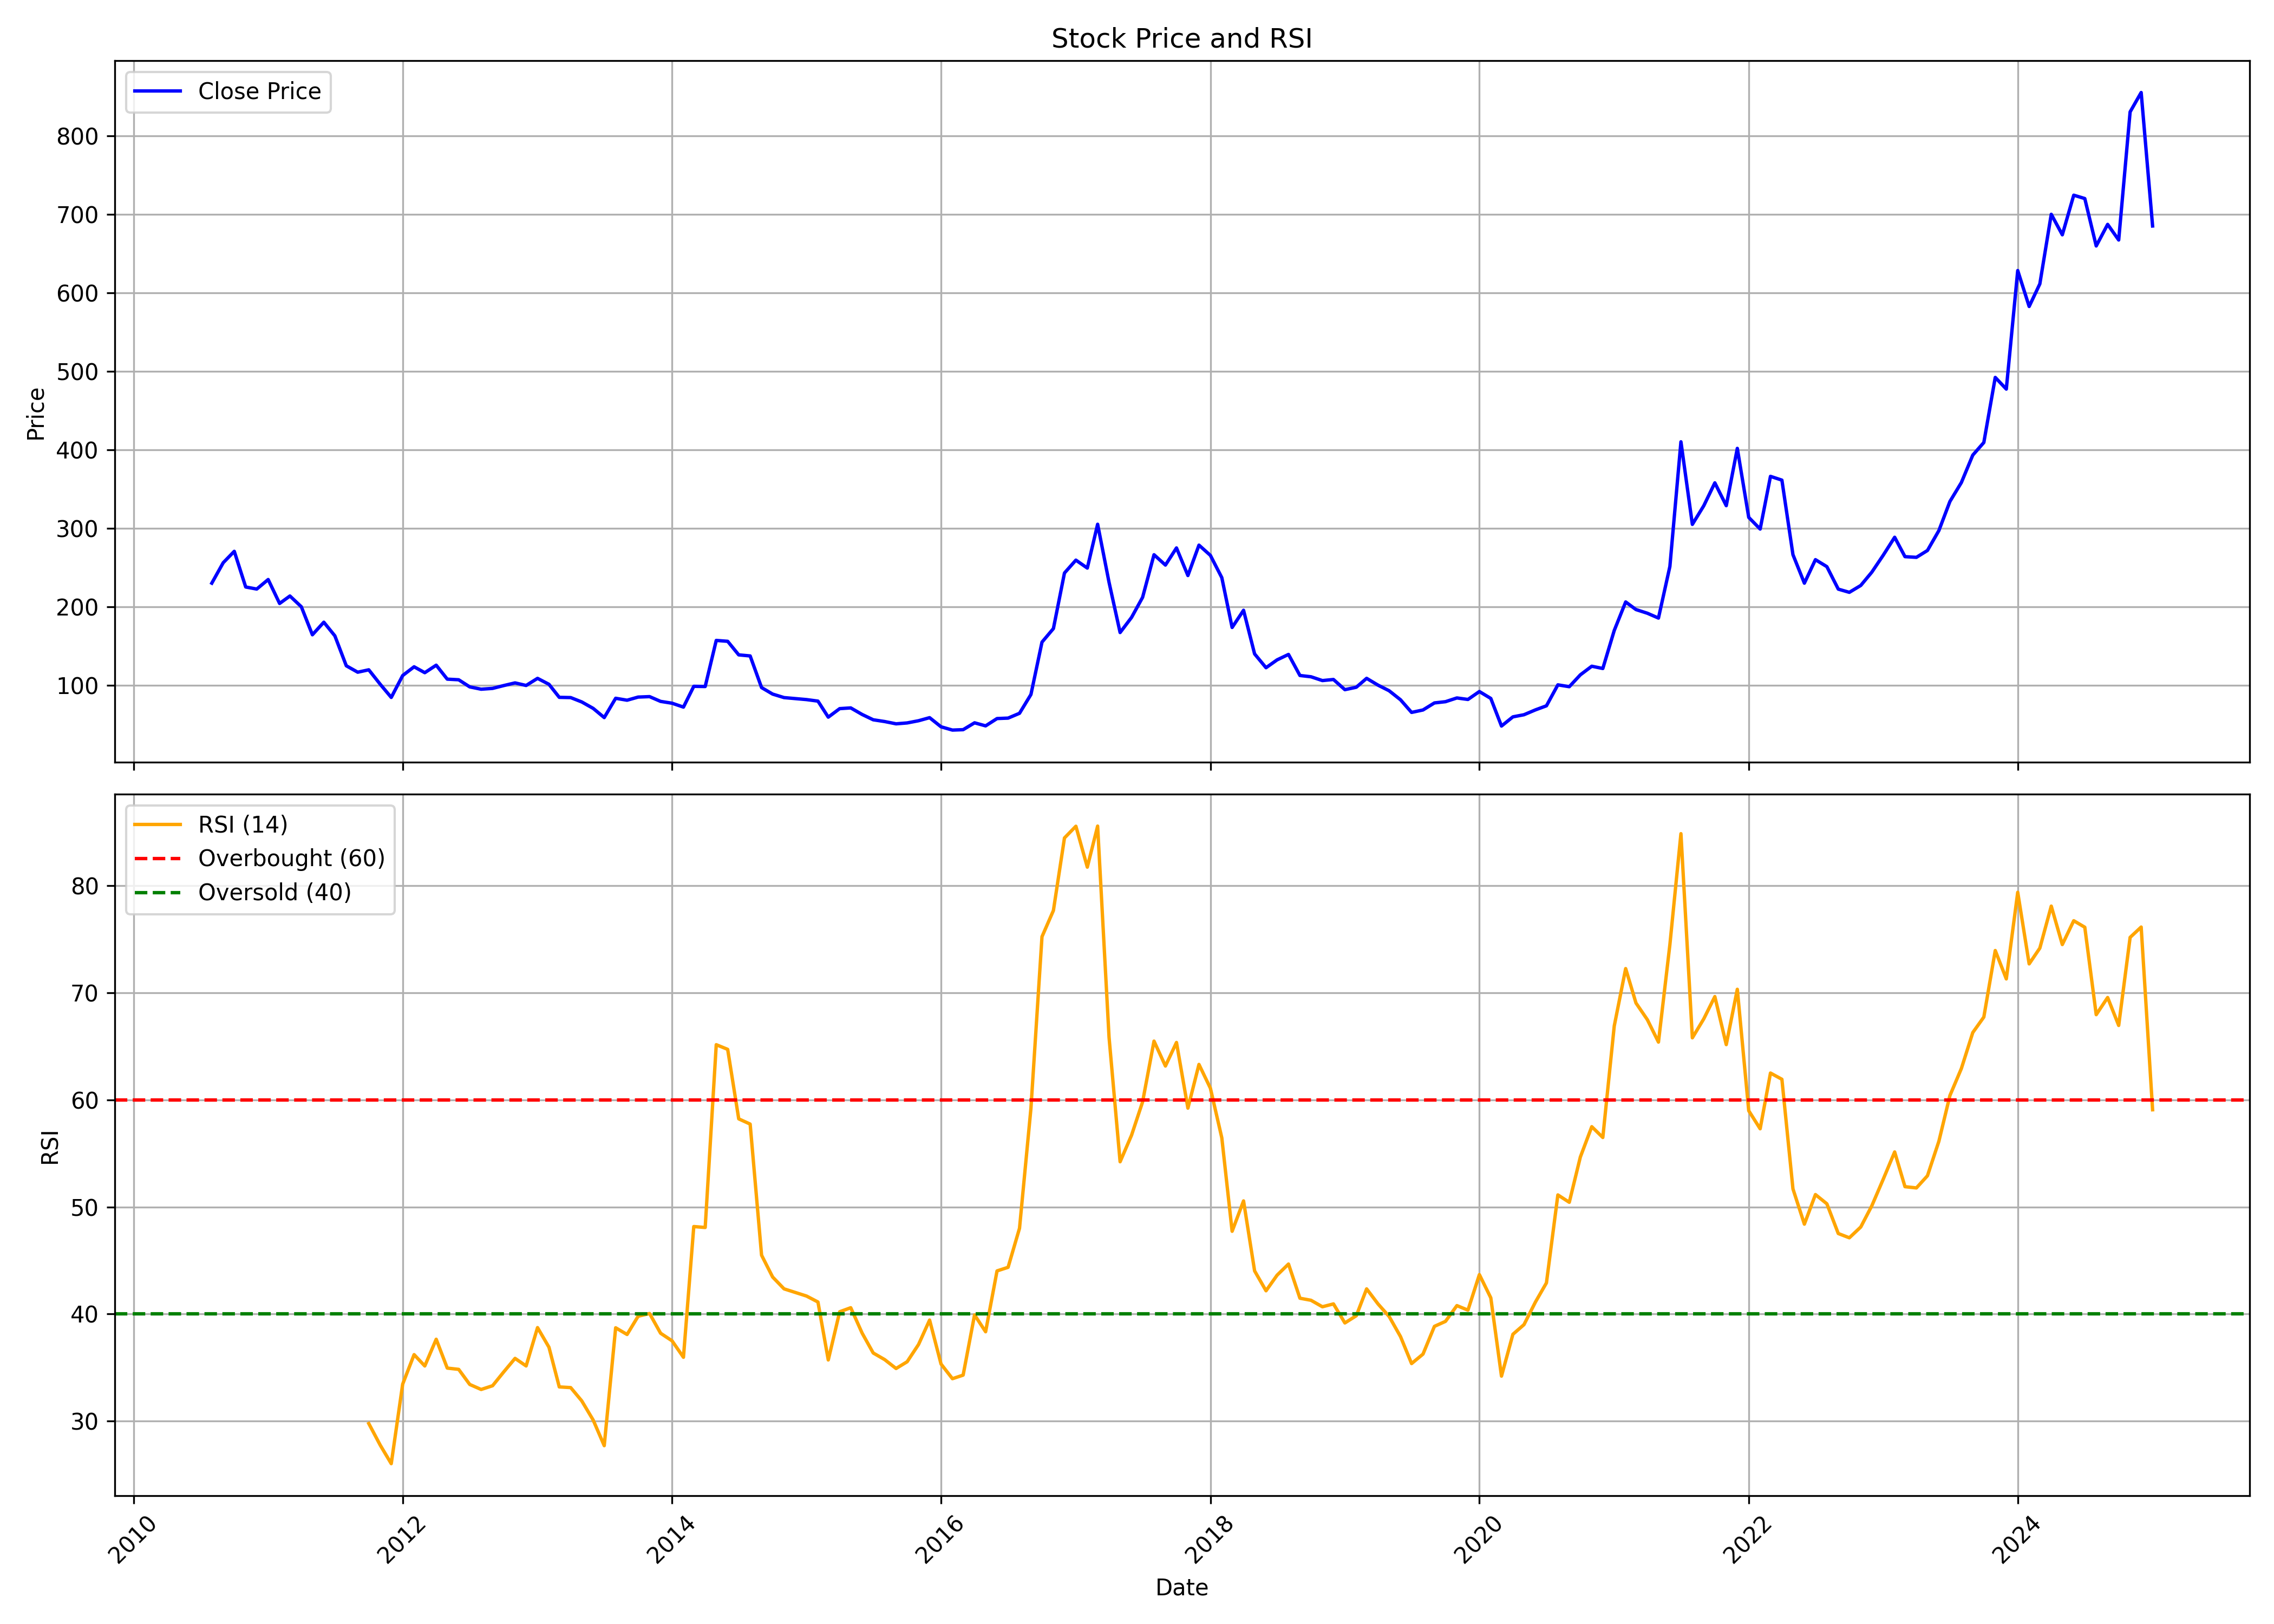 Stock Price and RSI
Close Price
800
700
600
500
400
300
200
100
Price
RSI (14)
Overbought (60)
Oversold (40)
80
70
60
50
40
30
RSI
2010 2012 2014 2016 2018 2020 2022 2024
Date